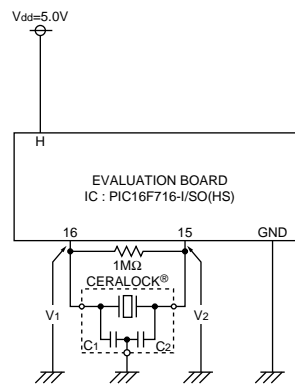 Vdd=5.0V
H
EVALUATION BOARD
IC : PIC16F716-I/SO(HS)
16
15
GND
1MΩ
CERALOCK®
V1
V2
C1
C2